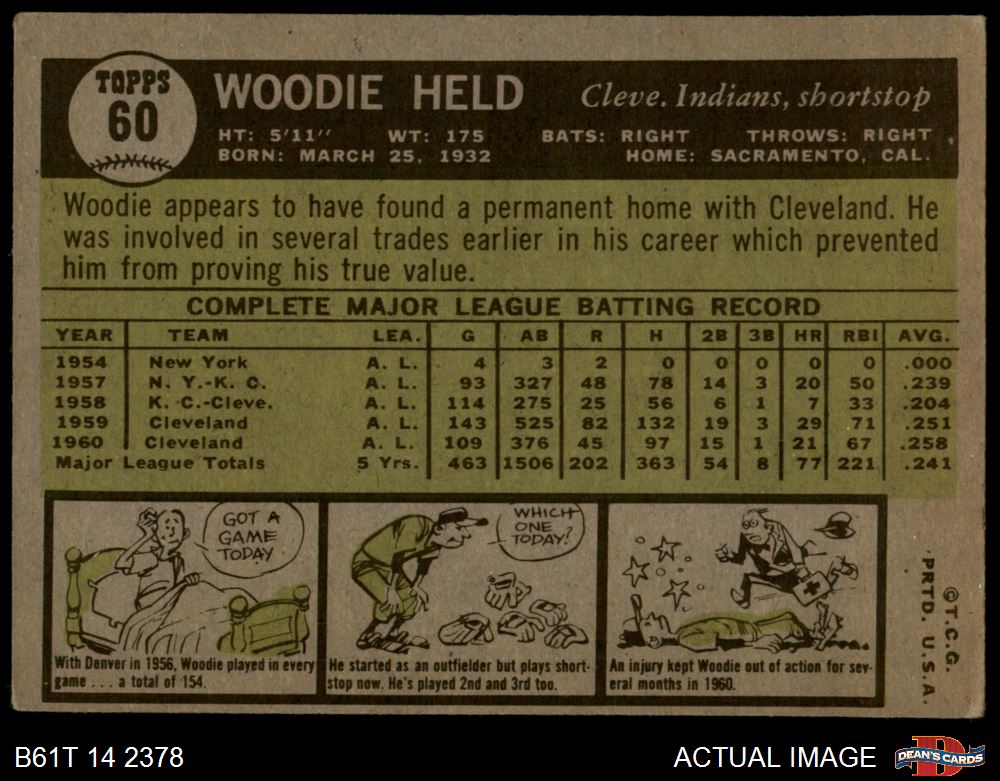 TOPPS
60
WOODIE HELD
Cleve. Indians, shortstop
HT: 5'11" WT: 175 BATS: RIGHT THROWS: RIGHT
BORN: MARCH 25, 1932 HOME: SACRAMENTO, CAL.
Woodie appears to have found a permanent home with Cleveland. He
was involved in several trades earlier in his career which prevented
him from proving his true value.
COMPLETE MAJOR LEAGUE BATTING RECORD
YEAR TEAM LEA. G AB R H 2B 3B HR RBI AVG.
1954 New York A. L. 4 3 2 0 0 0 0 0 .000
1957 N. Y.-K. C. A. L. 93 327 48 78 14 3 20 50 .239
1958 K. C.-Cleve. A. L. 114 275 25 56 6 1 7 33 .204
1959 Cleveland A. L. 143 525 82 132 19 3 29 71 .251
1960 Cleveland A. L. 109 376 45 97 15 1 21 67 .258
Major League Totals 5 Yrs. 463 1506 202 363 54 8 77 221 .241
GOT A
GAME
TODAY
With Denver in 1956, Woodie played in every
game . . . a total of 154.
WHICH
ONE
TODAY?
He started as an outfielder but plays short-
stop now. He's played 2nd and 3rd too.
An injury kept Woodie out of action for sev-
eral months in 1960.
©T.C.G.
PRTD. U.S.A.
B61T 14 2378
ACTUAL IMAGE
D
DEAN'S CARDS